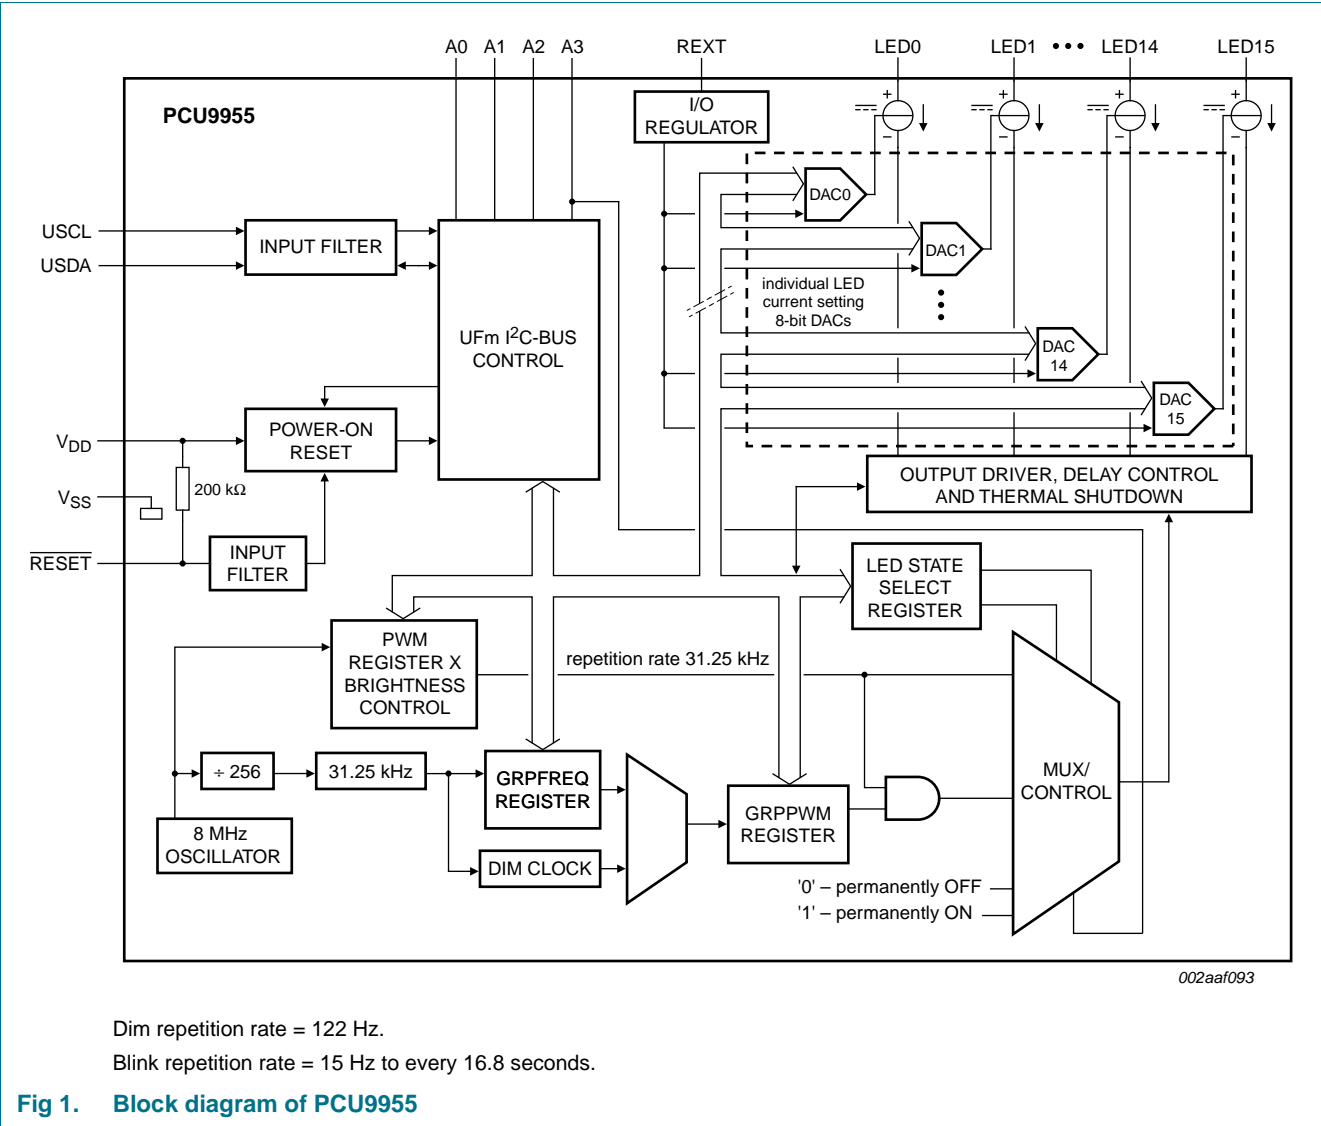 A0 A1 A2 A3 REXT LED0 LED1 ••• LED14 LED15
PCU9955
I/O
REGULATOR
DAC0
USCL
USDA
INPUT FILTER
DAC1
individual LED
current setting
8-bit DACs
UFm I²C-BUS
CONTROL
DAC
14
DAC
15
VDD
POWER-ON
RESET
200 kΩ
VSS
OUTPUT DRIVER, DELAY CONTROL
AND THERMAL SHUTDOWN
RESET
INPUT
FILTER
LED STATE
SELECT
REGISTER
PWM
REGISTER X
BRIGHTNESS
CONTROL
repetition rate 31.25 kHz
÷ 256
31.25 kHz
GRPFREQ
REGISTER
MUX/
CONTROL
8 MHz
OSCILLATOR
GRPPWM
REGISTER
DIM CLOCK
'0' – permanently OFF
'1' – permanently ON
002aaf093
Dim repetition rate = 122 Hz.
Blink repetition rate = 15 Hz to every 16.8 seconds.
Fig 1. Block diagram of PCU9955